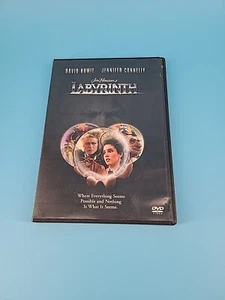 DAVID BOWIE JENNIFER CONNELLY
Jim Henson's
LABYRINTH
Where Everything Seems
Possible and Nothing
Is What It Seems.
DVD